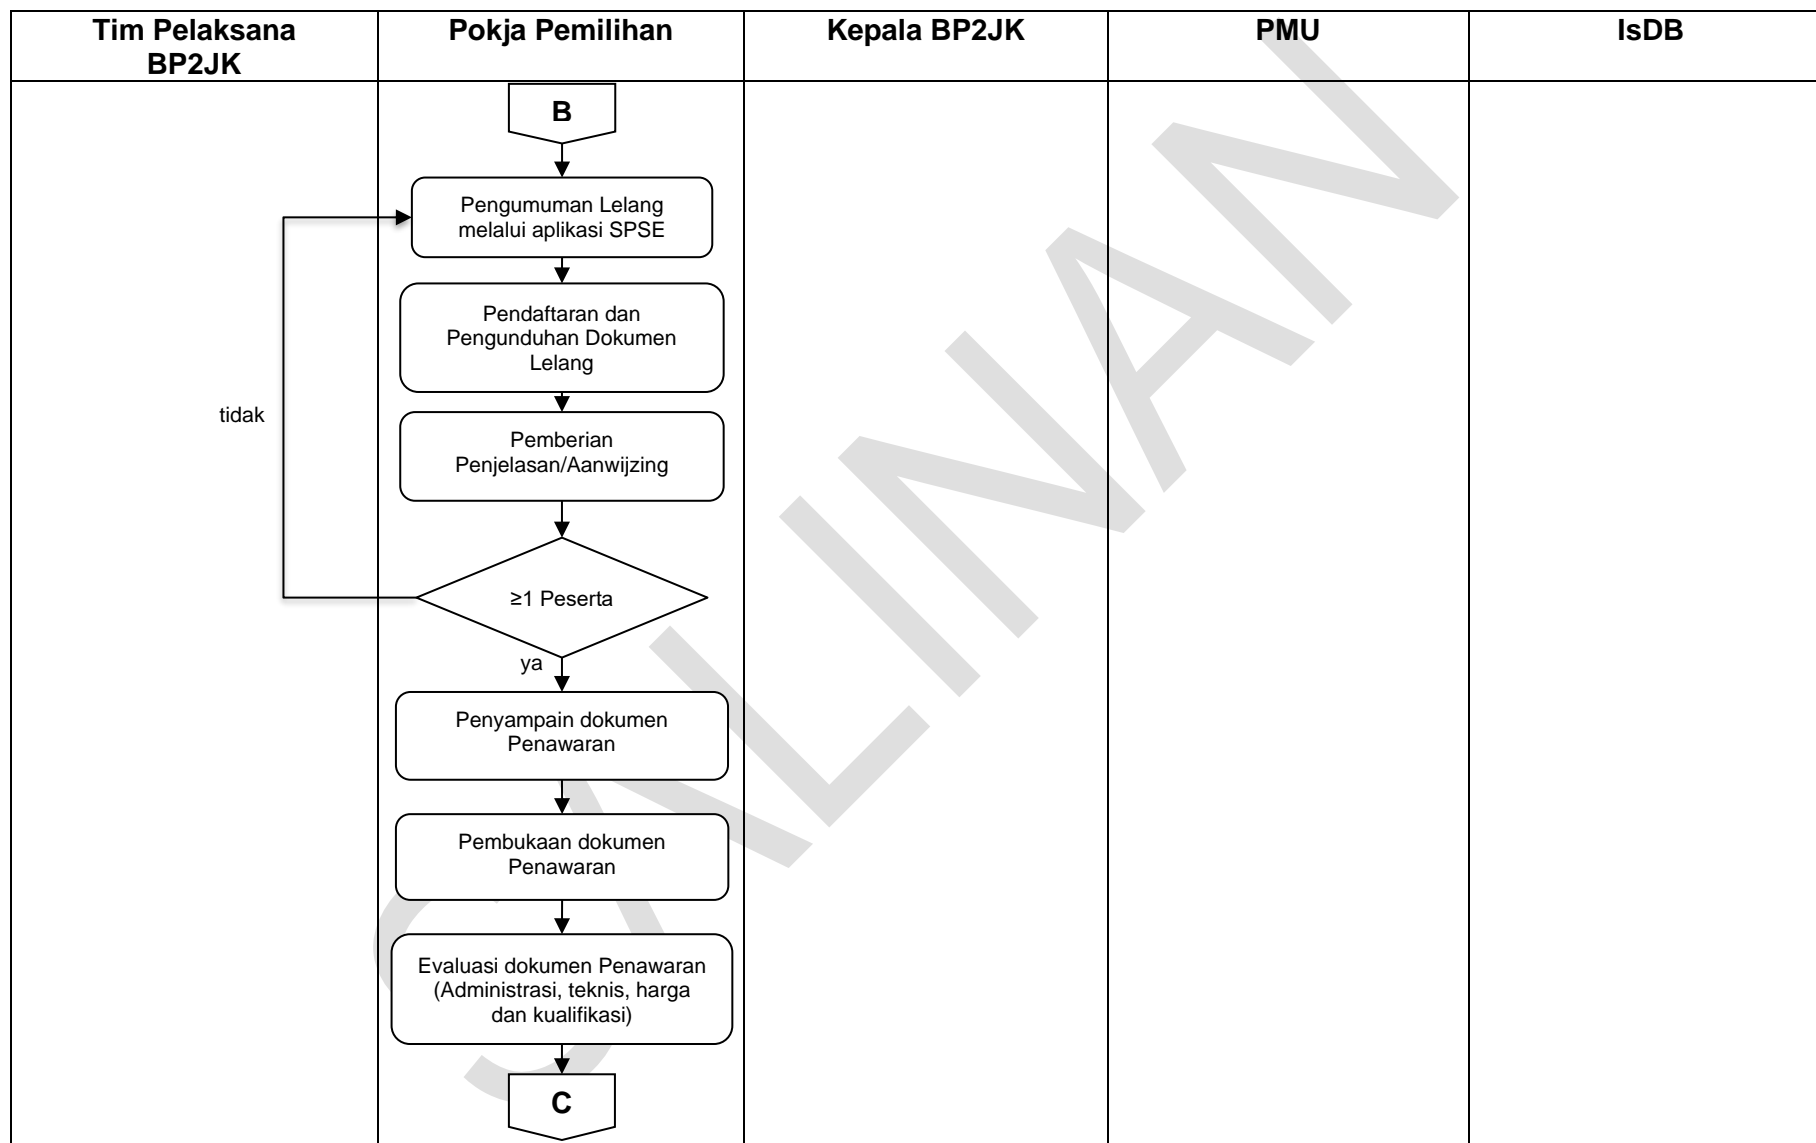 Tim Pelaksana
BP2JK
Pokja Pemilihan
Kepala BP2JK
PMU
IsDB
B
Pengumuman Lelang
melalui aplikasi SPSE
Pendaftaran dan
Pengunduhan Dokumen
Lelang
tidak
Pemberian
Penjelasan/Aanwijzing
≥1 Peserta
ya
Penyampain dokumen
Penawaran
Pembukaan dokumen
Penawaran
Evaluasi dokumen Penawaran
(Administrasi, teknis, harga
dan kualifikasi)
C
SALINAN